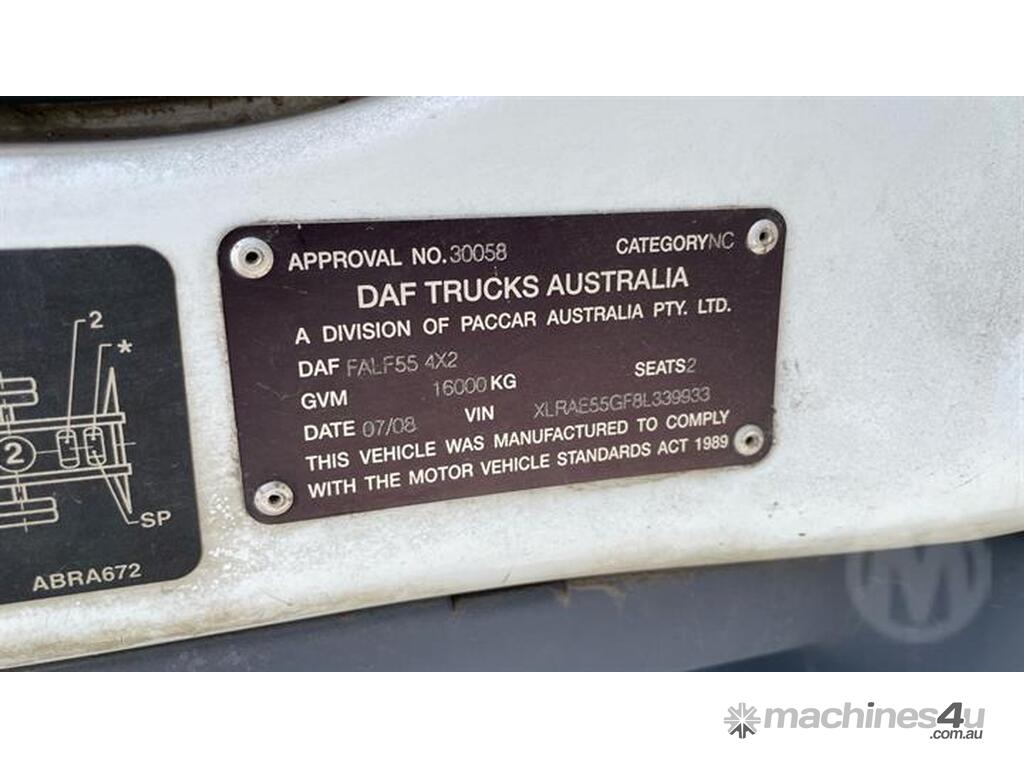 APPROVAL NO. 30058 CATEGORY NC
DAF TRUCKS AUSTRALIA
A DIVISION OF PACCAR AUSTRALIA PTY. LTD.
DAF FALF55 4X2 SEATS 2
GVM 16000 KG
DATE 07/08 VIN XLRAE55GF8L339933
THIS VEHICLE WAS MANUFACTURED TO COMPLY
WITH THE MOTOR VEHICLE STANDARDS ACT 1989
2
*
2
SP
ABRA672
M
machines4u
.com.au